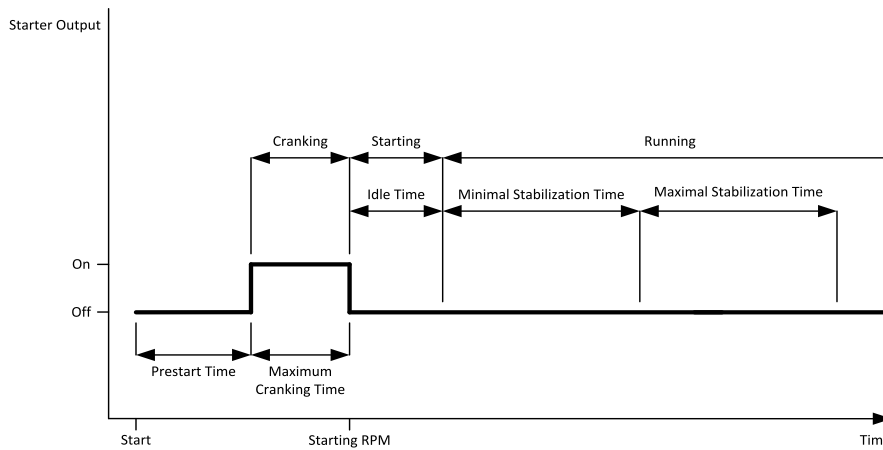 Starter Output
Cranking
Starting
Running
Idle Time
Minimal Stabilization Time
Maximal Stabilization Time
On
Off
Prestart Time
Maximum
Cranking Time
Start
Starting RPM
Tim